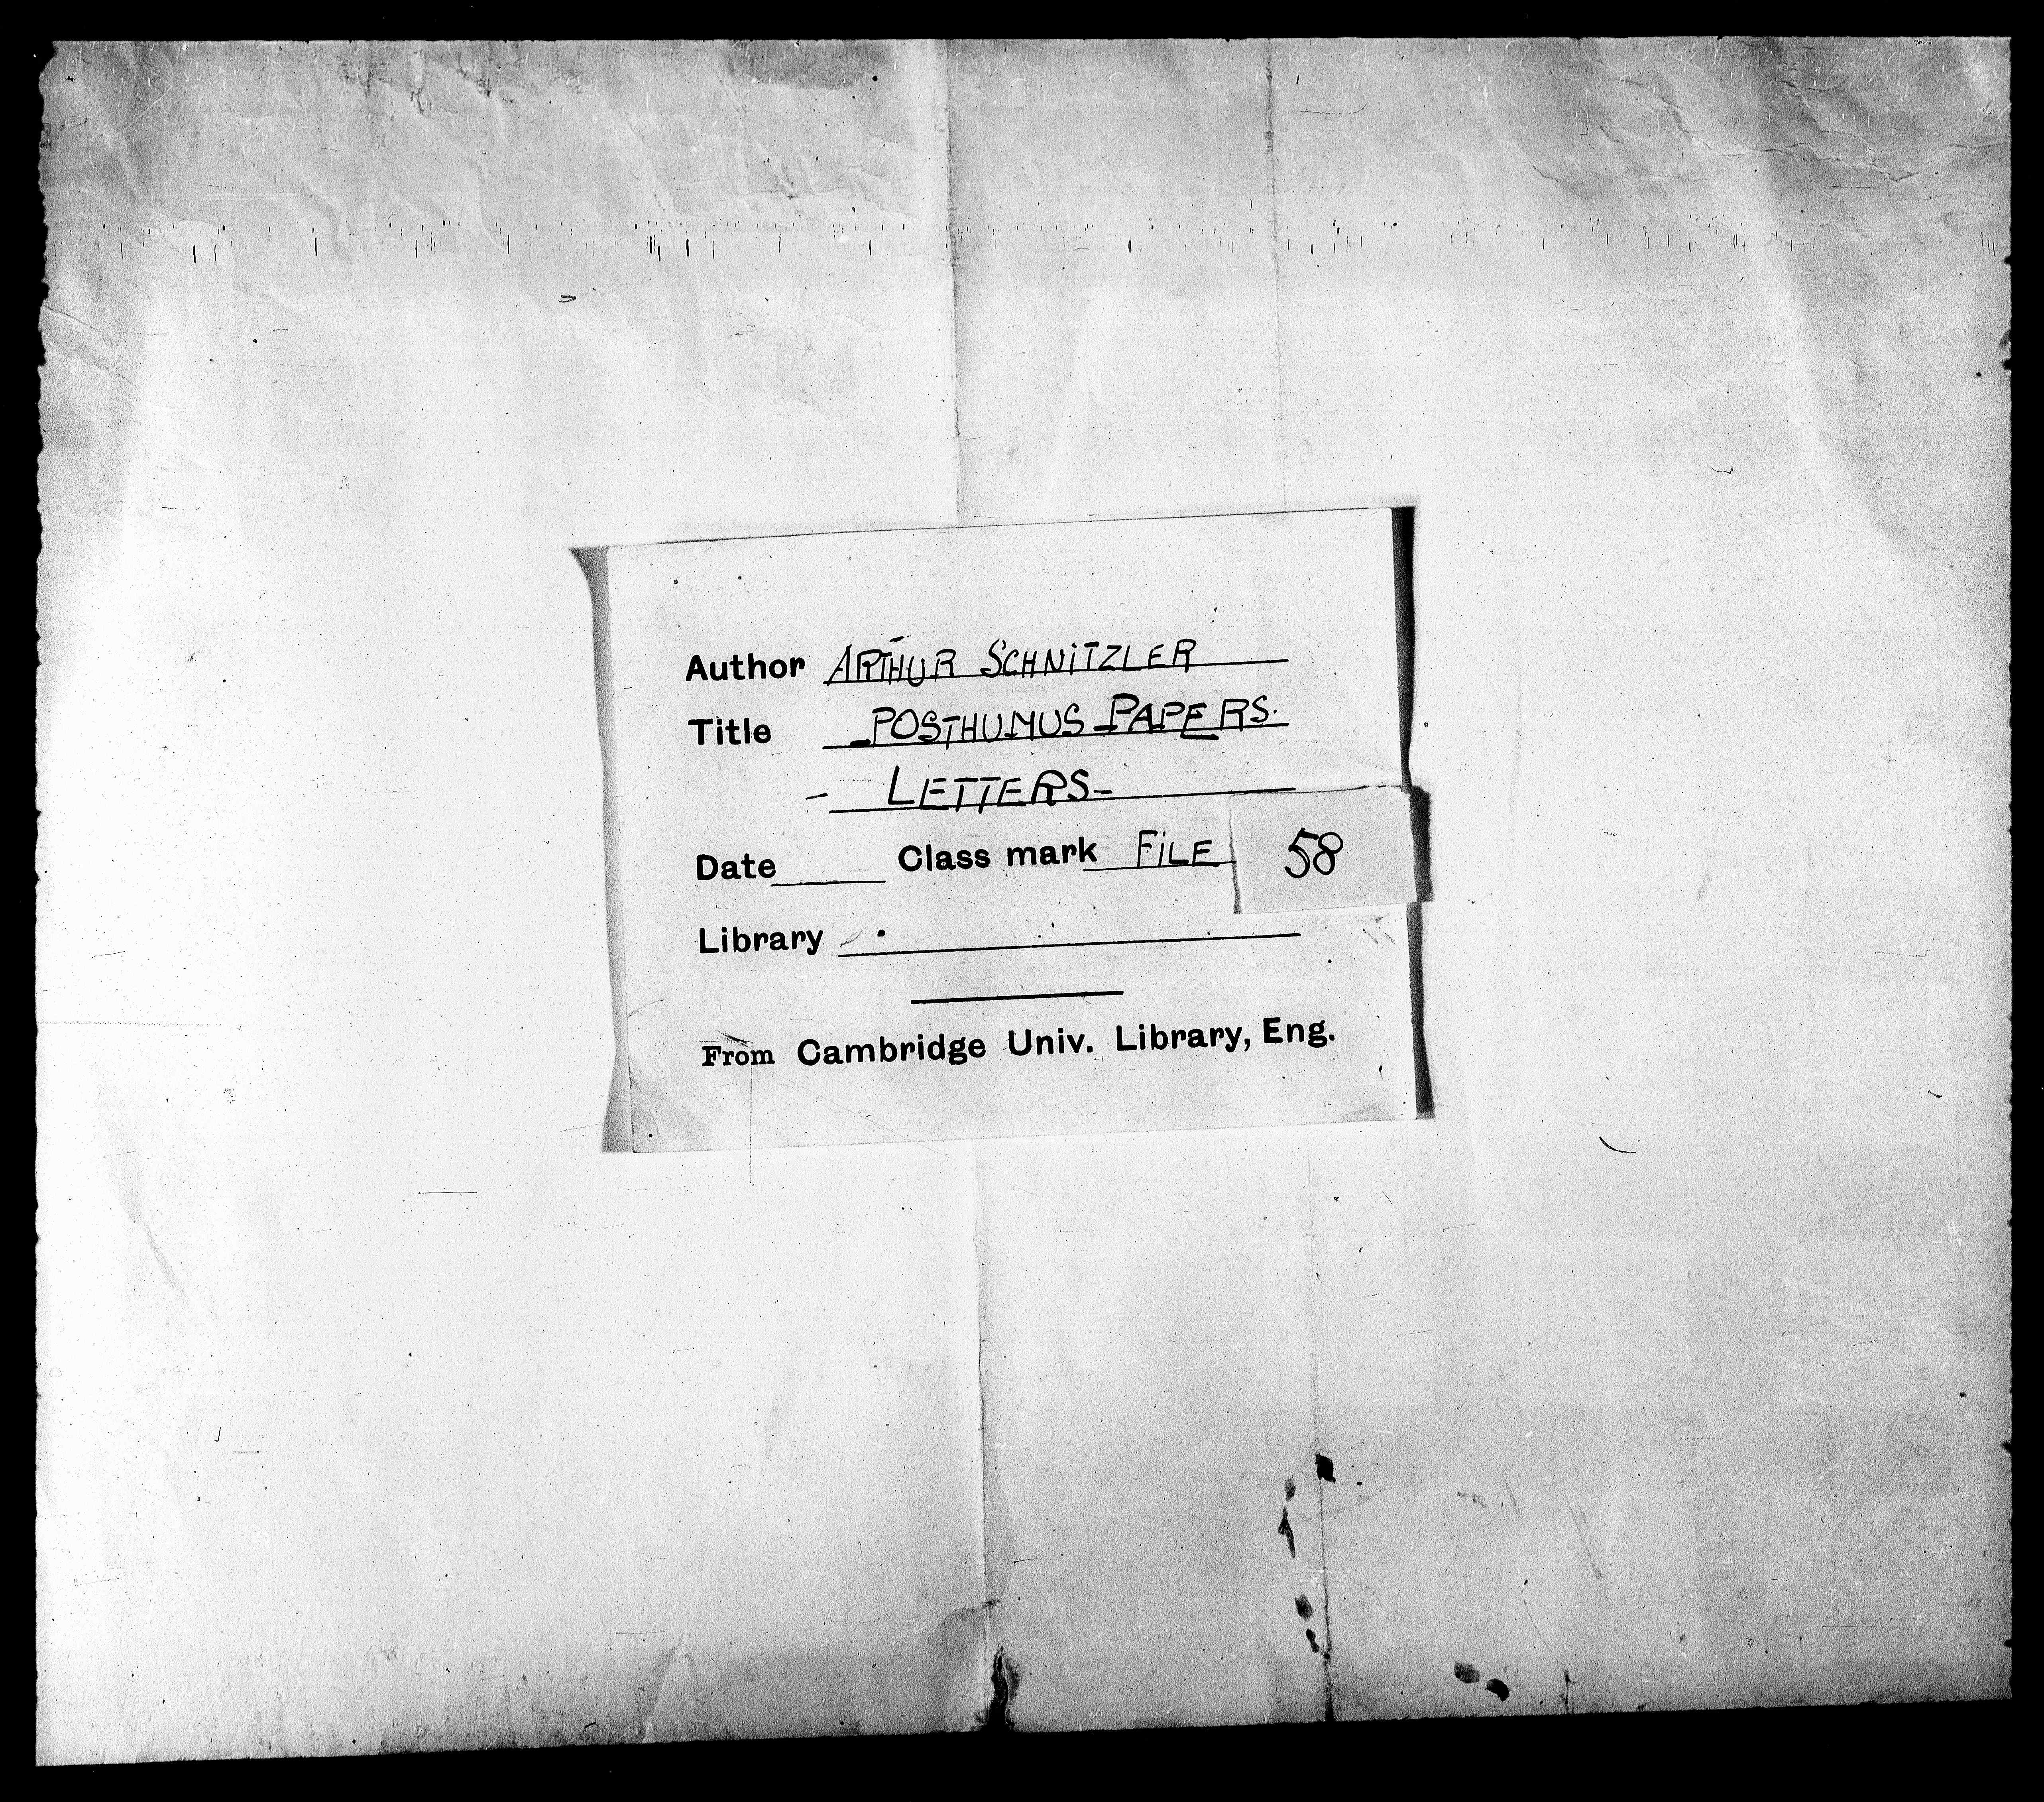 Author ARTHUR SCHNITZLER
Title POSTHUMUS PAPERS.
- LETTERS-
Date Class mark FILE 58
Library
From Cambridge Univ. Library, Eng.